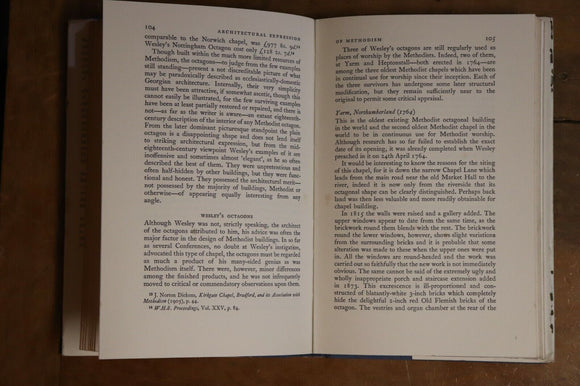 104
ARCHITECTURAL EXPRESSION
comparable to the Norwich chapel, was £977 8s. 9d.¹⁸
Wesley's Nottingham Octagon cost only £128 2s. 7d.¹⁹
Though built within the much more limited resources of
Methodism, the octagons—to judge from the few examples
still standing—present a not discreditable picture of what
may be paradoxically described as ecclesiastical-domestic
Georgian architecture. Internally, their very simplicity
must have been attractive, if somewhat ascetic, though this
cannot easily be illustrated, for the few surviving examples
have been at least partially restored or repaired, and there is
not—as far as the writer is aware—an extant eighteenth-
century description of the interior of any Methodist octagon.
From the later dominant picturesque standpoint the plain
octagon is a disappointing shape and does not lend itself
to striking architectural expression, but from the mid-
eighteenth-century viewpoint Wesley's examples if at times
inoffensive and sometimes almost 'elegant', as he so often
described the best of them. They were unpretentious and
often half-hidden by other buildings, but they were func-
tional and honest. They possessed the architectural merit—
not possessed by the majority of buildings, Methodist or
otherwise—of appearing equally interesting from every
angle.
WESLEY'S OCTAGONS
Although Wesley was not, strictly speaking, the architect
of the octagons attributed to him, his advice was often the
major factor in the design of Methodist buildings. In so far
as several Conferences, no doubt at Wesley's instigation,
advocated this type of chapel, the octagons must be regarded
as much a product of his many-sided genius as was
Methodism itself. There were, however, minor differences
among the finished products, and he was not infrequently
moved to critical or commendatory remarks concerning
¹⁸ J. Norton Dickons, Kirkgate Chapel, Bradford, and its Association with
Methodism (1903), p. 44.
¹⁹ W.H.S. Proceedings, Vol. XXV, p. 84.
OF METHODISM
105
Three of Wesley's octagons are still regularly used as
places of worship by the Methodists. Indeed, two of them,
at Yarm and Heptonstall—both erected in 1764—are
among the three oldest Methodist chapels which have been
in continual use for worship since their inception. Each of
the three survivors has undergone some later structural
modification, but they remain sufficiently near to the
original to permit some critical appraisal.
Yarm, Northumberland (1764)
This is the oldest existing Methodist octagonal building
in the world and the second oldest Methodist chapel in the
world to be in continuous use for Methodist worship.
Although research has so far failed to establish the exact
date of its opening, it was already completed when Wesley
preached in it on 24th April 1764.
It would be interesting to know the reasons for the siting
of this chapel, for it is down the narrow Chapel Lane which
leads from the main road near the old Market Hall to the
river, indeed it is now only from the riverside that its
octagonal shape can be clearly distinguished. Perhaps back
land was then less valuable and more readily obtainable for
chapel building.
In 1815 the walls were raised and a gallery added. The
upper windows appear to date from the same time, as the
brickwork round them blends with the rest. The brickwork
round the lower windows, however, shows slight variations
from the surrounding bricks and it is probable that some
alterations were made to these when the upper ones were put
in. All the windows are round-headed and the work was
carried out so faithfully that the new work is not immediately
obvious. The same cannot be said of the extremely ugly and
wholly inappropriate porch and staircase extension added
in 1873. This excrescence is ill-proportioned and con-
structed of blatantly-white 3-inch bricks which completely
hide the delightful 2-inch red Old Flemish bricks of the
octagon. The vestries and organ chamber at the rear of the